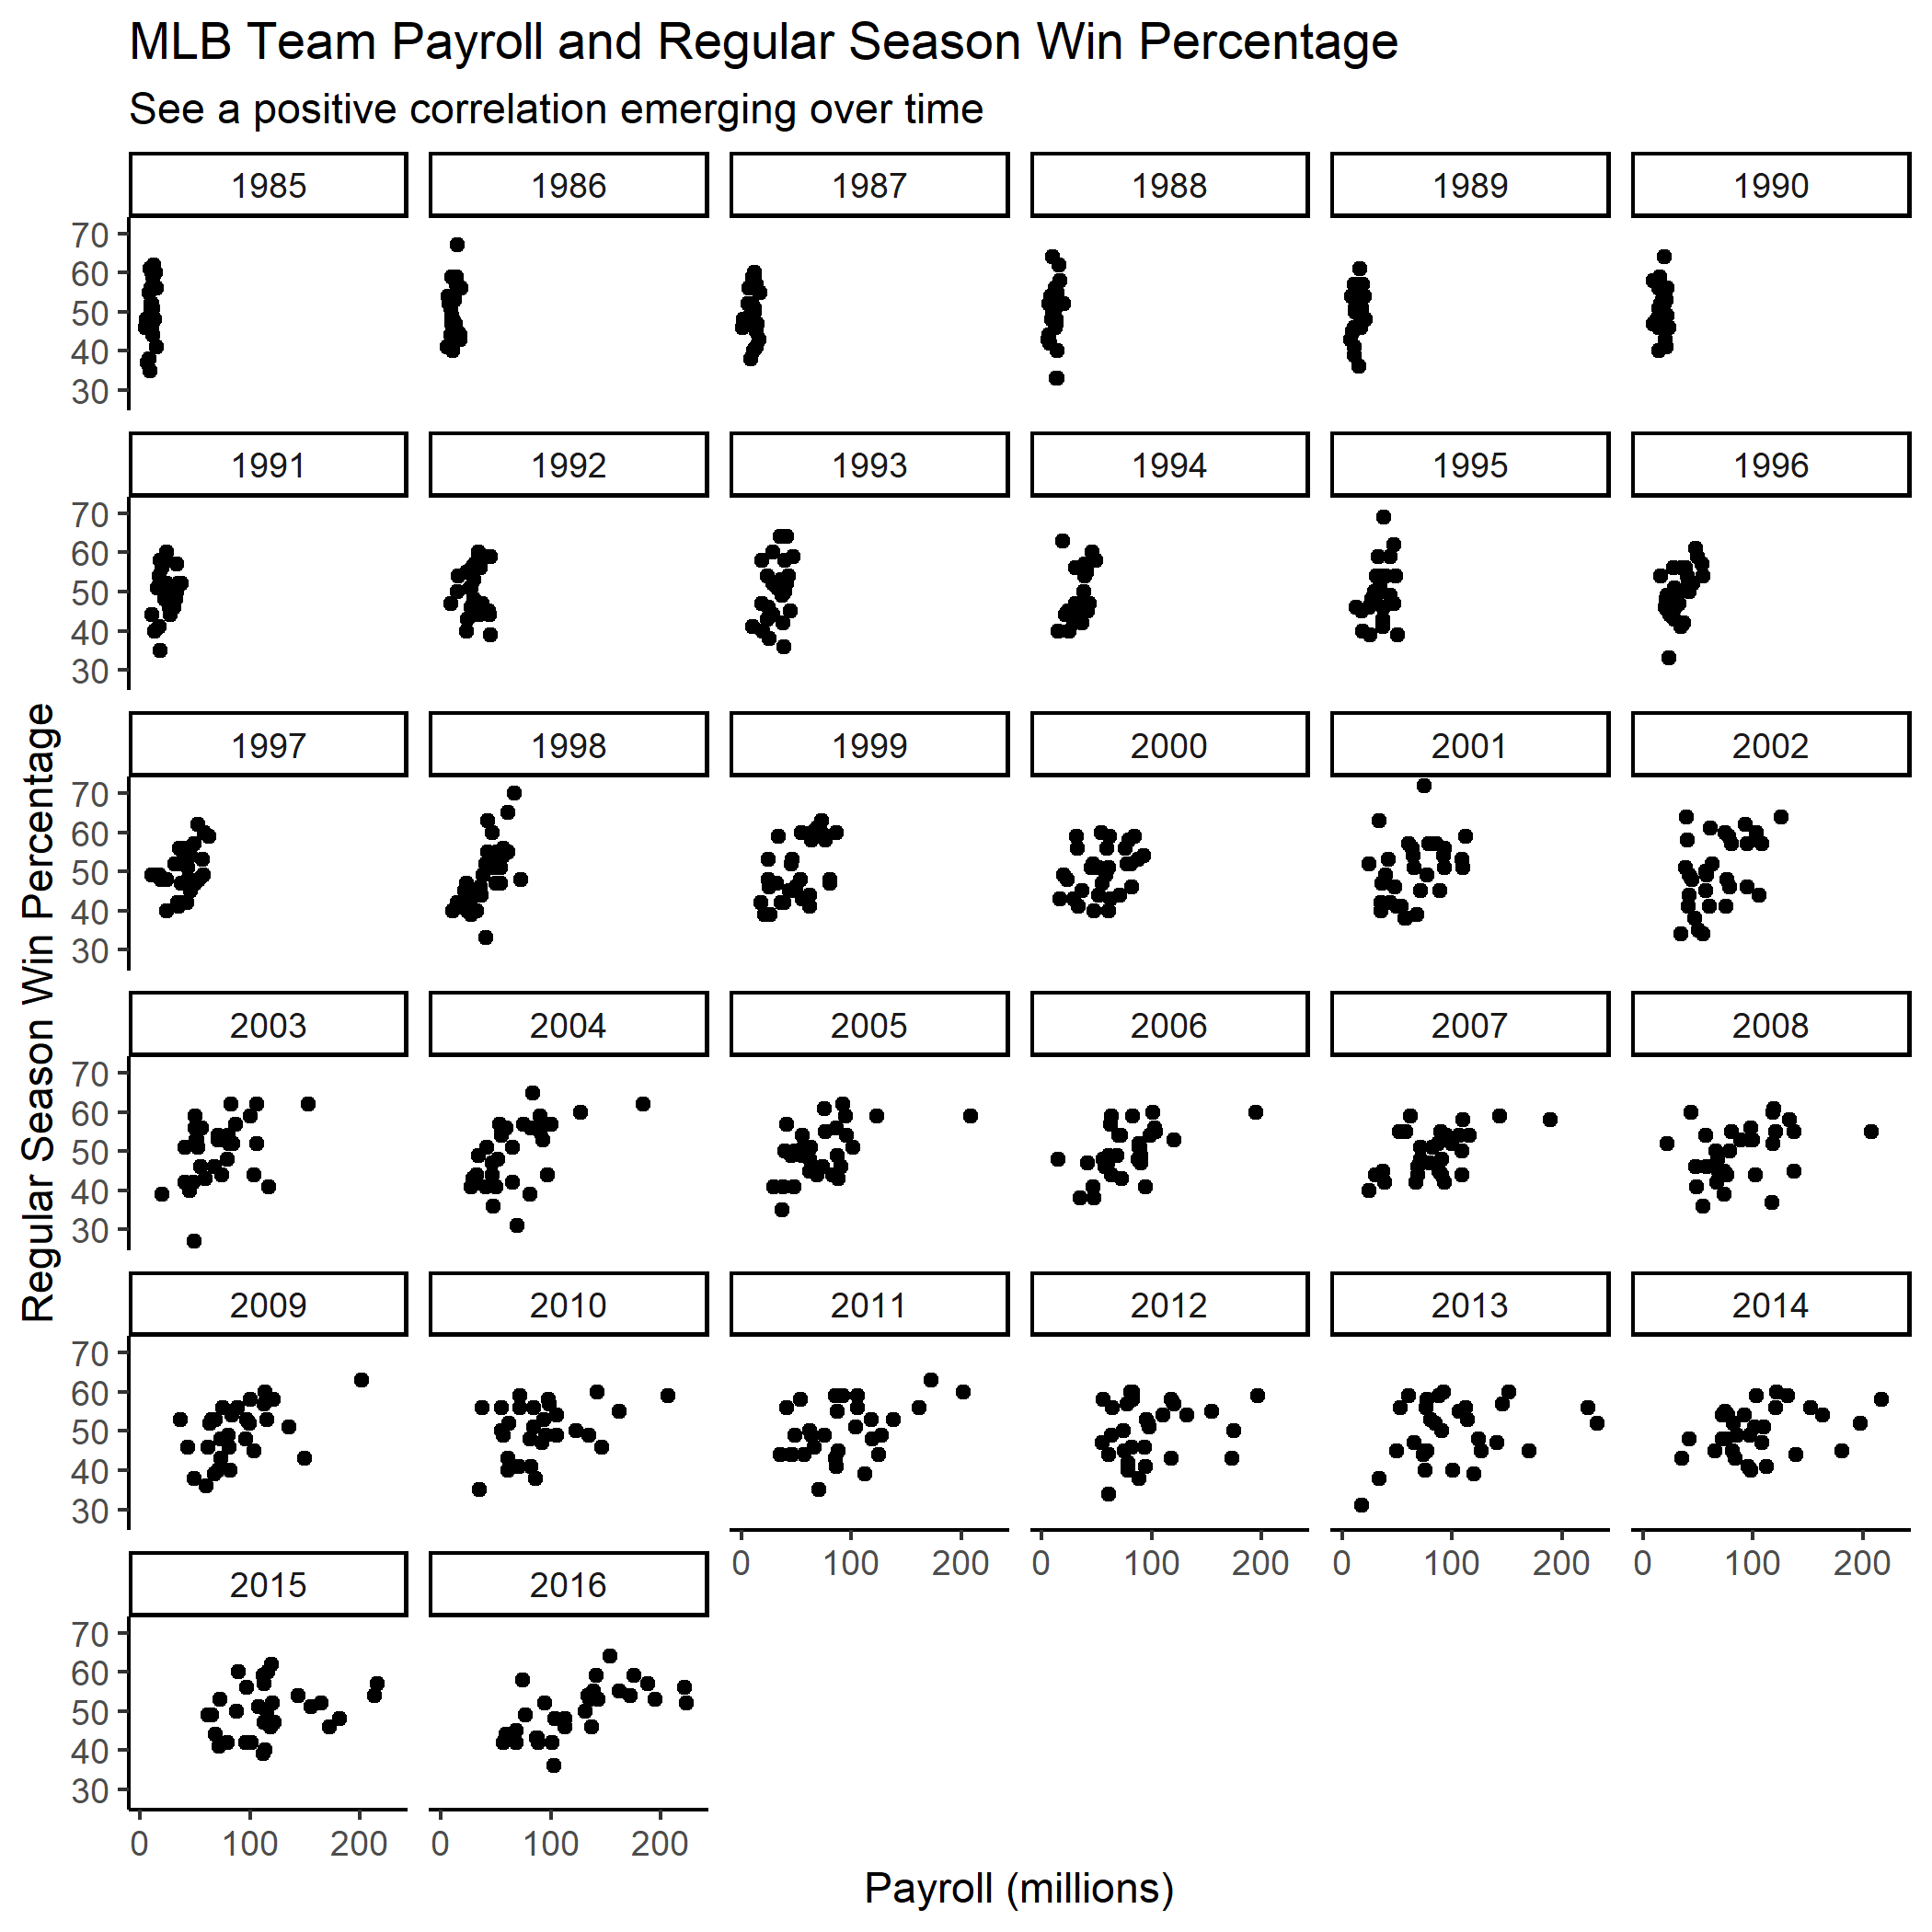 MLB Team Payroll and Regular Season Win Percentage
See a positive correlation emerging over time
1985 1986 1987 1988 1989 1990
70
60
50
40
30
1991 1992 1993 1994 1995 1996
70
60
50
40
30
1997 1998 1999 2000 2001 2002
70
60
50
40
30
Regular Season Win Percentage
2003 2004 2005 2006 2007 2008
70
60
50
40
30
2009 2010 2011 2012 2013 2014
70
60
50
40
30
0 100 200 0 100 200 0 100 200 0 100 200
2015 2016
70
60
50
40
30
0 100 200 0 100 200
Payroll (millions)